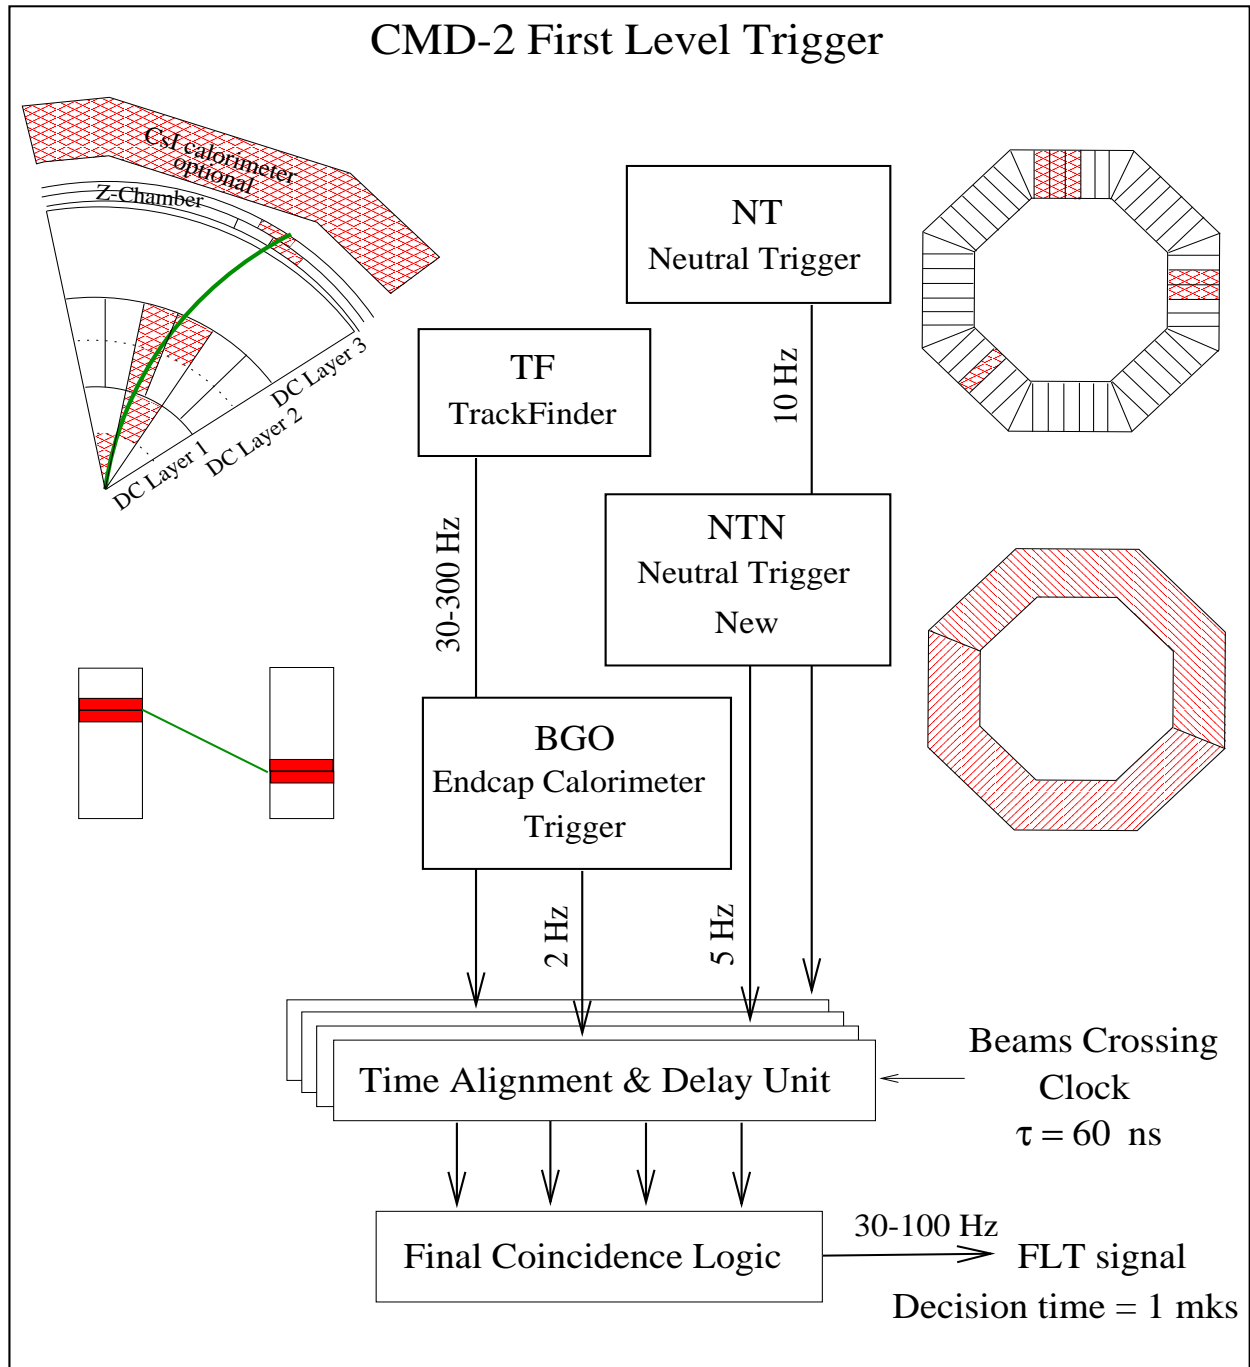 CMD-2 First Level Trigger
CsI calorimeter
optional
Z-Chamber
DC Layer 1
DC Layer 2
DC Layer 3
NT
Neutral Trigger
10 Hz
TF
TrackFinder
30-300 Hz
NTN
Neutral Trigger
New
BGO
Endcap Calorimeter
Trigger
2 Hz
5 Hz
Time Alignment & Delay Unit
Beams Crossing
Clock
τ = 60 ns
Final Coincidence Logic
30-100 Hz
FLT signal
Decision time = 1 mks